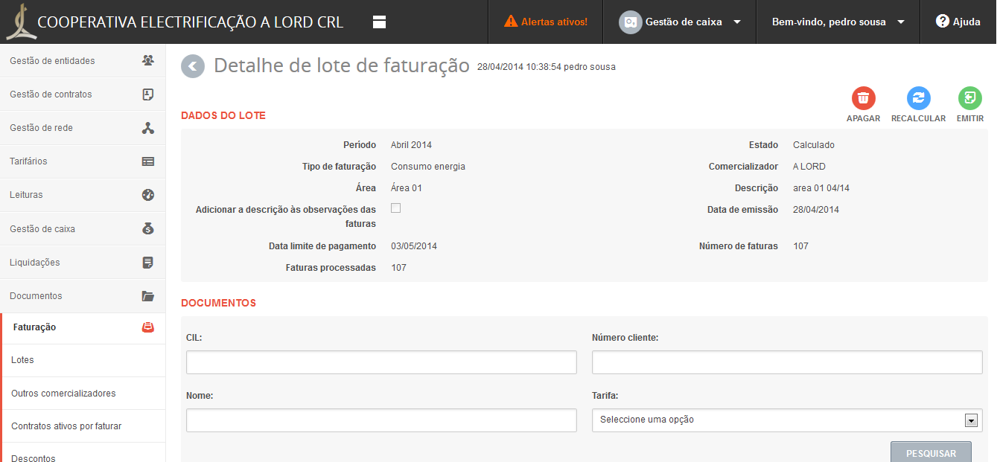 COOPERATIVA ELECTRIFICAÇÃO A LORD CRL
Alertas ativos!
Gestão de caixa
Bem-vindo, pedro sousa
? Ajuda
Gestão de entidades
Gestão de contratos
Gestão de rede
Tarifários
Leituras
Gestão de caixa
Liquidações
Documentos
Faturação
Lotes
Outros comercializadores
Contratos ativos por faturar
Descontos
Detalhe de lote de faturação 28/04/2014 10:38:54 pedro sousa
APAGAR
RECALCULAR
EMITIR
DADOS DO LOTE
Período Abril 2014
Estado Calculado
Tipo de faturação Consumo energia
Comercializador A LORD
Área Área 01
Descrição area 01 04/14
Adicionar a descrição às observações das
faturas
Data de emissão 28/04/2014
Data limite de pagamento 03/05/2014
Número de faturas 107
Faturas processadas 107
DOCUMENTOS
CIL:
Número cliente:
Nome:
Tarifa:
Seleccione uma opção
PESQUISAR